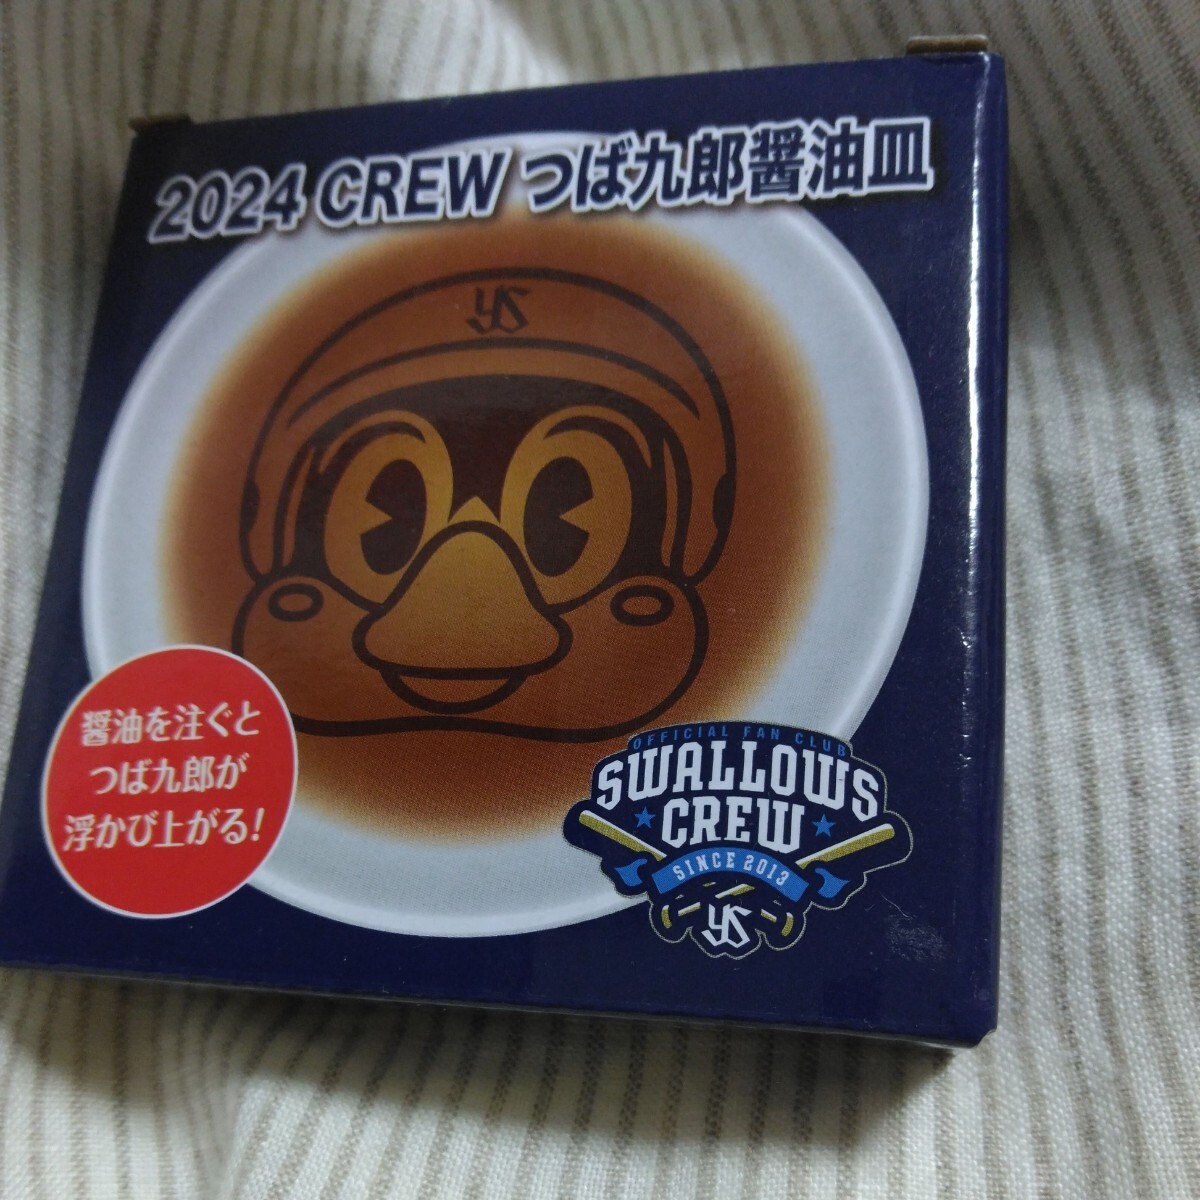 2024 CREW つば九郎醤油皿
YS
醤油を注ぐと
つば九郎が
浮かび上がる!
OFFICIAL FAN CLUB
SWALLOWS
CREW
SINCE 2013
YS